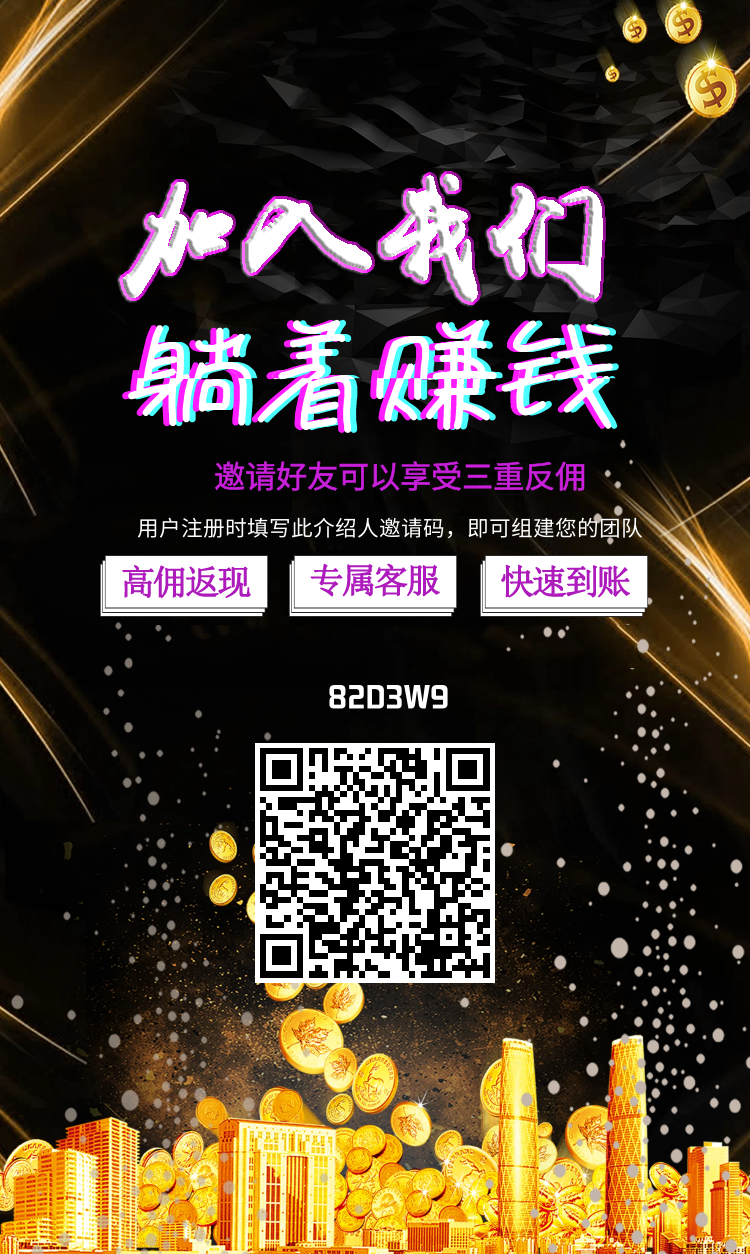 加入我们
躺着赚钱
邀请好友可以享受三重反佣
用户注册时填写此介绍人邀请码，即可组建您的团队
高佣返现 专属客服 快速到账
82D3W9